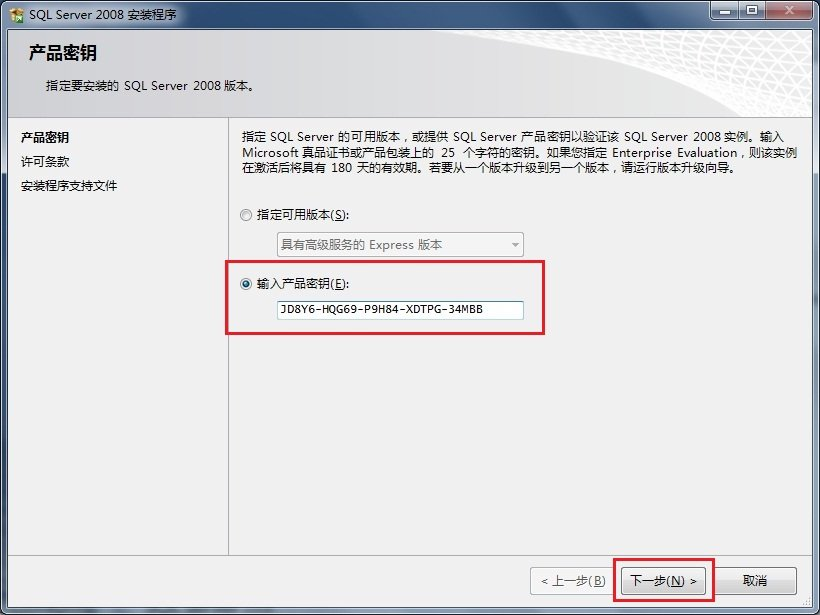 SQL Server 2008 安装程序
产品密钥
指定要安装的 SQL Server 2008 版本。
产品密钥
许可条款
安装程序支持文件
指定 SQL Server 的可用版本，或提供 SQL Server 产品密钥以验证该 SQL Server 2008 实例。输入
Microsoft 真品证书或产品包装上的 25 个字符的密钥。如果您指定 Enterprise Evaluation，则该实例
在激活后将具有 180 天的有效期。若要从一个版本升级到另一个版本，请运行版本升级向导。
指定可用版本(S):
具有高级服务的 Express 版本
输入产品密钥(E):
JD8Y6-HQG69-P9H84-XDTPG-34MBB
< 上一步(B)
下一步(N) >
取消